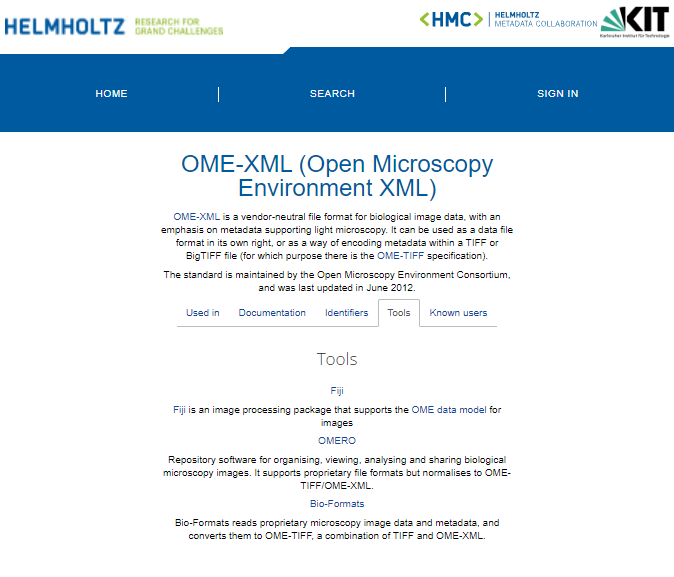 HELMHOLTZ RESEARCH FOR
GRAND CHALLENGES
<HMC> HELMHOLTZ
METADATA COLLABORATION
KIT
Karlsruher Institut für Technologie
HOME SEARCH SIGN IN
OME-XML (Open Microscopy
Environment XML)
OME-XML is a vendor-neutral file format for biological image data, with an
emphasis on metadata supporting light microscopy. It can be used as a data file
format in its own right, or as a way of encoding metadata within a TIFF or
BigTIFF file (for which purpose there is the OME-TIFF specification).
The standard is maintained by the Open Microscopy Environment Consortium,
and was last updated in June 2012.
Used in Documentation Identifiers Tools Known users
Tools
Fiji
Fiji is an image processing package that supports the OME data model for
images
OMERO
Repository software for organising, viewing, analysing and sharing biological
microscopy images. It supports proprietary file formats but normalises to OME-
TIFF/OME-XML.
Bio-Formats
Bio-Formats reads proprietary microscopy image data and metadata, and
converts them to OME-TIFF, a combination of TIFF and OME-XML.